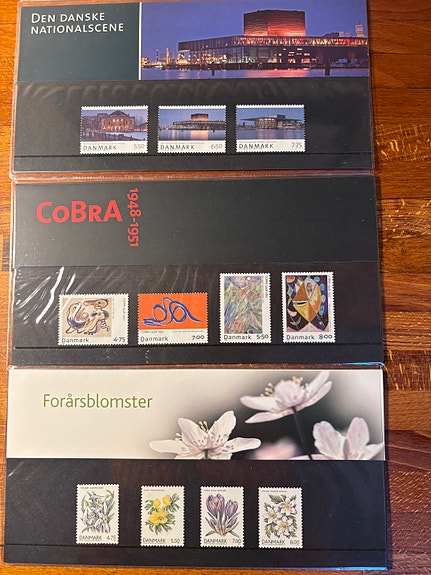 DEN DANSKE
NATIONALSCENE
DANMARK 5.50
DANMARK 6.50
DANMARK 7.75
COBRA
1948-1951
Danmark 4.75
Danmark 7.00
Danmark 5.50
Danmark 8.00
Forårsblomster
DANMARK 4.75
DANMARK 5.50
DANMARK 7.00
DANMARK 8.00